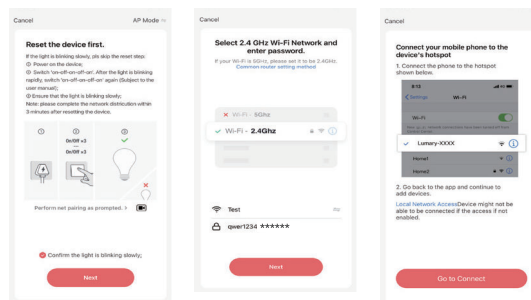 Cancel
AP Mode
Reset the device first.
If the light is blinking slowly, pls skip the reset step:
① Power on the device;
② Switch 'on-off-on-off-on'. After the light is blinking
rapidly, switch 'on-off-on' again (Subject to the
user manual);
③ Ensure that the light is blinking slowly;
Note: please complete the network distribution within
3 minutes after resetting the device.
① ② ③
On/Off x3
On/Off x2
Perform net pairing as prompted. >
Confirm the light is blinking slowly;
Next
Cancel
Select 2.4 GHz Wi-Fi Network and
enter password.
If your Wi-Fi is 5GHz, please set it to be 2.4GHz.
Common router setting method
Wi-Fi - 5Ghz
Wi-Fi - 2.4Ghz
Test
qwer1234 ******
Next
Cancel
Connect your mobile phone to the
device's hotspot
1. Connect the phone to the hotspot
shown below.
8:13
4G
Settings
Wi-Fi
Wi-Fi
Lumary-XXXX
Home1
Home2
2. Go back to the app and continue to
add devices.
Local Network AccessDevice might not be
able to be connected if the access if not
enabled.
Go to Connect